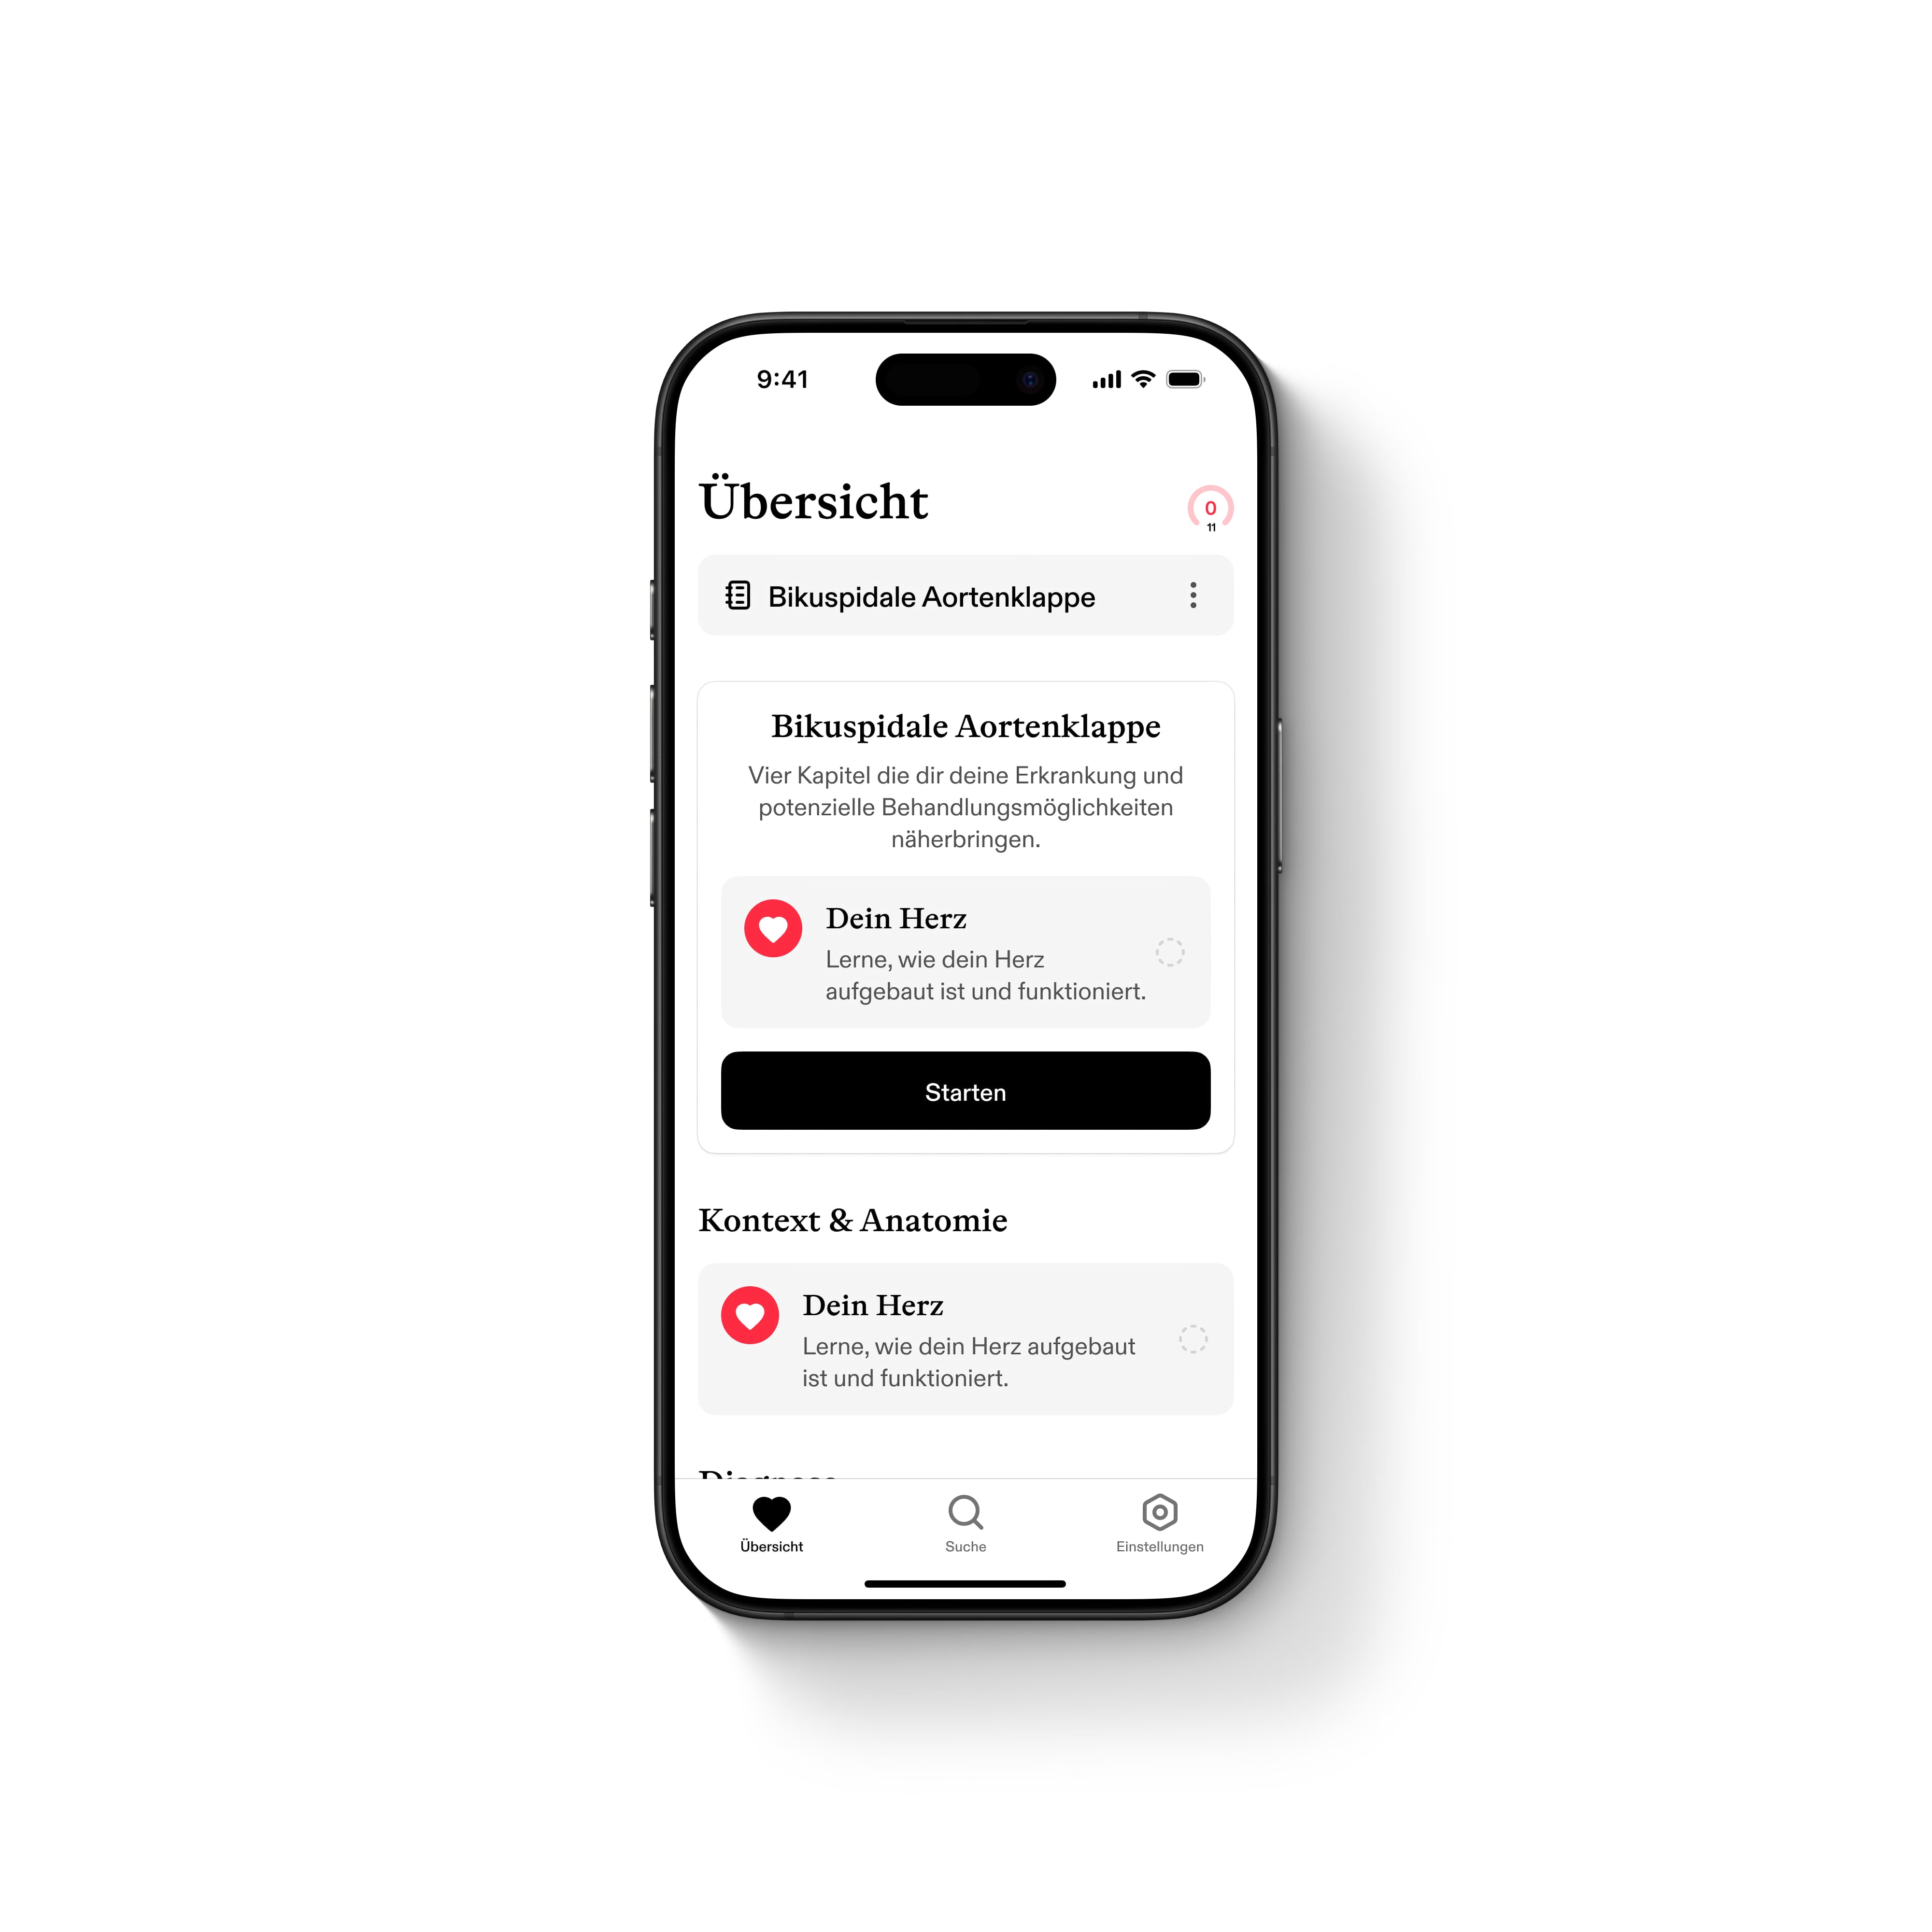 9:41
Übersicht
0
11
Bikuspidale Aortenklappe
Bikuspidale Aortenklappe
Vier Kapitel die dir deine Erkrankung und
potenzielle Behandlungsmöglichkeiten
näherbringen.
Dein Herz
Lerne, wie dein Herz
aufgebaut ist und funktioniert.
Starten
Kontext & Anatomie
Dein Herz
Lerne, wie dein Herz aufgebaut
ist und funktioniert.
Diagnose
Übersicht
Suche
Einstellungen